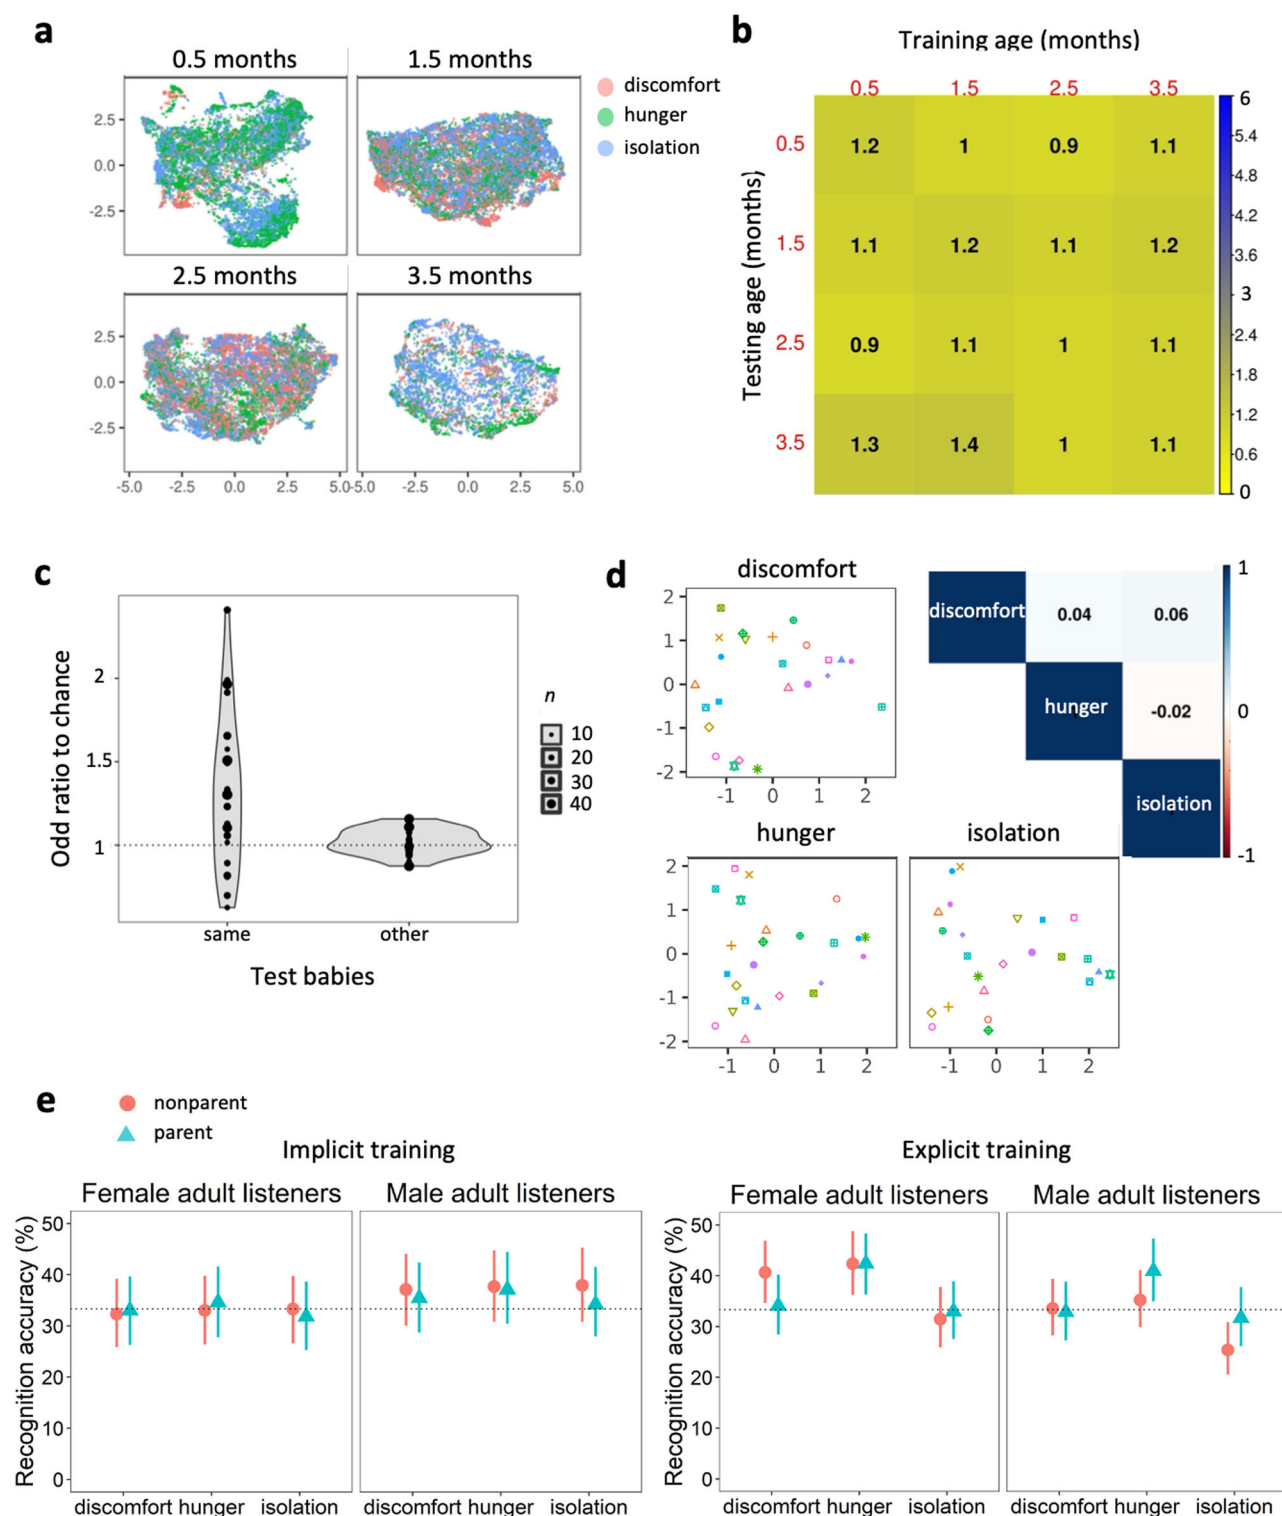 a
0.5 months
1.5 months
discomfort
hunger
isolation
2.5
0.0
-2.5
2.5 months
3.5 months
2.5
0.0
-2.5
-5.0 -2.5 0.0 2.5 5.0
-5.0 -2.5 0.0 2.5 5.0
b
Training age (months)
0.5 1.5 2.5 3.5
Testing age (months)
0.5 1.2 1 0.9 1.1
1.5 1.1 1.2 1.1 1.2
2.5 0.9 1.1 1 1.1
3.5 1.3 1.4 1 1.1
6
5.4
4.8
4.2
3.6
3
2.4
1.8
1.2
0.6
0
c
Odd ratio to chance
2
1.5
1
same other
Test babies
n
10
20
30
40
d
discomfort
2
1
0
-1
-2
-1 0 1 2
discomfort 0.04 0.06
hunger -0.02
isolation
1
0
-1
hunger
2
1
0
-1
-2
-1 0 1 2
isolation
-1 0 1 2
e
nonparent
parent
Implicit training
Female adult listeners Male adult listeners
Recognition accuracy (%)
50
40
30
20
10
0
discomfort hunger isolation
discomfort hunger isolation
Explicit training
Female adult listeners Male adult listeners
Recognition accuracy (%)
50
40
30
20
10
0
discomfort hunger isolation
discomfort hunger isolation